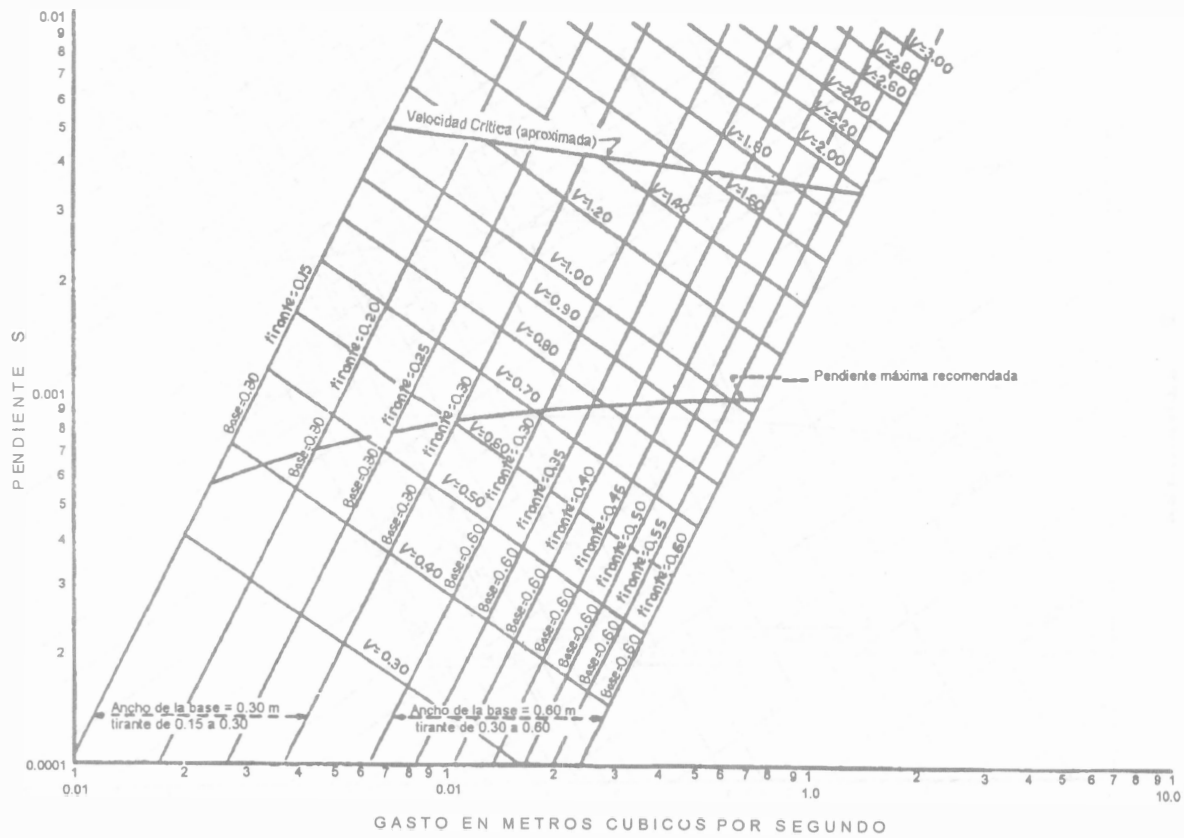 0.01
9
8
7
6
5
4
3
2
0.001
9
8
7
6
5
4
3
2
0.0001
PENDIENTE S
Velocidad Crítica (aproximada)
V=3.00
V=2.80
V=2.60
V=2.40
V=2.20
V=2.00
V=1.80
V=1.60
V=1.40
V=1.20
V=1.00
V=0.90
V=0.80
V=0.70
V=0.60
V=0.50
V=0.40
V=0.30
Pendiente máxima recomendada
Base=0.30 tirante=0.15
Base=0.30 tirante=0.20
Base=0.30 tirante=0.25
Base=0.30 tirante=0.30
Base=0.60 tirante=0.30
Base=0.60 tirante=0.35
Base=0.60 tirante=0.40
Base=0.60 tirante=0.45
Base=0.60 tirante=0.50
Base=0.60 tirante=0.55
Base=0.60 tirante=0.60
Ancho de la base = 0.30 m
tirante de 0.15 a 0.30
Ancho de la base = 0.60 m
tirante de 0.30 a 0.60
1 2 3 4 5 6 7 8 9 1 2 3 4 5 6 7 8 9 1 2 3 4 5 6 7 8 9 1
0.01 0.01 1.0 10.0
GASTO EN METROS CUBICOS POR SEGUNDO